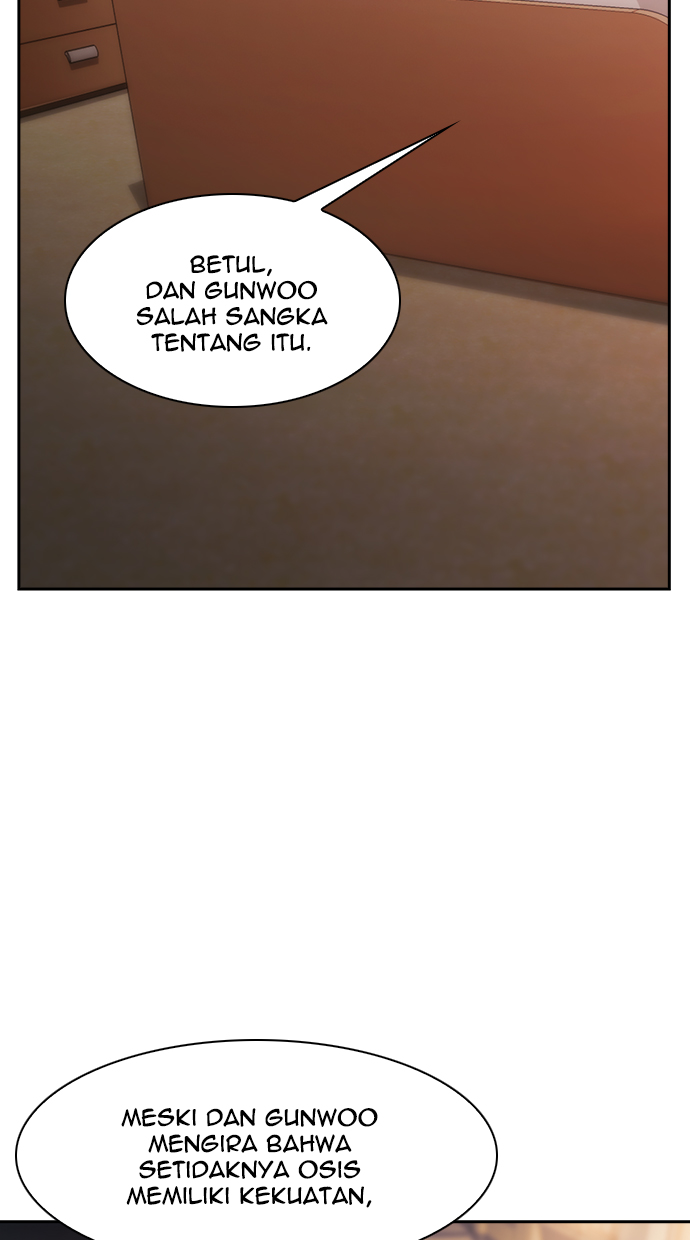 BETUL,
DAN GUNWOO
SALAH SANGKA
TENTANG ITU.
MESKI DAN GUNWOO
MENGIRA BAHWA
SETIDAKNYA OSIS
MEMILIKI KEKUATAN,